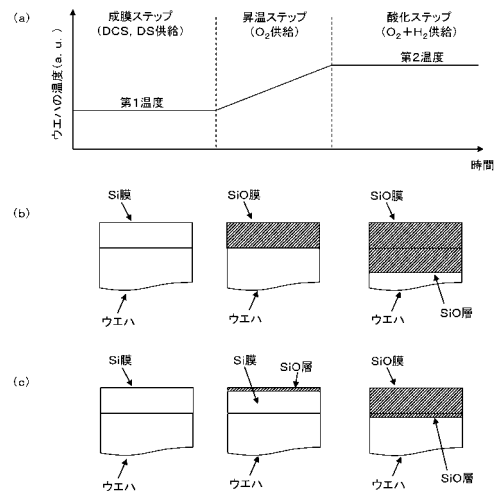 (a)
成膜ステップ
(DCS, DS供給)
昇温ステップ
(O₂供給)
酸化ステップ
(O₂+H₂供給)
ウエハの温度(a. u.)
第1温度
第2温度
時間
(b)
Si膜
SiO膜
SiO膜
ウエハ
ウエハ
ウエハ
SiO層
(c)
Si膜
Si膜
SiO層
SiO膜
ウエハ
ウエハ
ウエハ
SiO層